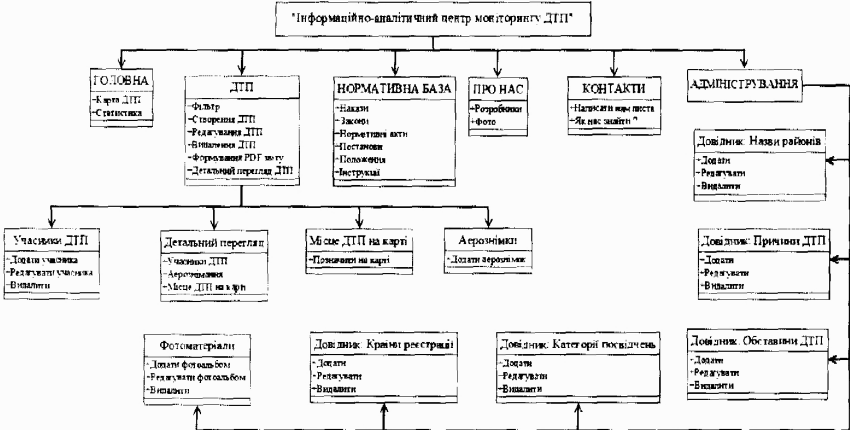 "Інформаційно-аналітичний центр моніторингу ДТП"
ГОЛОВНА
+Карта ДТП
+Статистика
ДТП
+Фільтр
+Створення ДТП
+Редагування ДТП
+Видалення ДТП
+Формування PDF звіту
+Детальний перегляд ДТП
НОРМАТИВНА БАЗА
+Накази
+Закони
+Нормативні акти
+Постанови
+Положення
+Інструкції
ПРО НАС
+Розробники
+Фото
КОНТАКТИ
+Написати нам листа
+Як нас знайти?
АДМІНІСТРУВАННЯ
Довідник: Назви районів
+Додати
+Редагувати
+Видалити
Учасники ДТП
+Додати учасника
+Редагувати учасника
+Видалити
Детальний перегляд
+Учасники ДТП
+Аерознімання
+Місце ДТП на карті
Місце ДТП на карті
+Позначити на карті
Аерознімки
+Додати аерознімок
Довідник: Причини ДТП
+Додати
+Редагувати
+Видалити
Фотоматеріали
+Додати фотоальбом
+Редагувати фотоальбом
+Видалити
Довідник: Країни реєстрації
+Додати
+Редагувати
+Видалити
Довідник: Категорії посвідчень
+Додати
+Редагувати
+Видалити
Довідник: Обставини ДТП
+Додати
+Редагувати
+Видалити